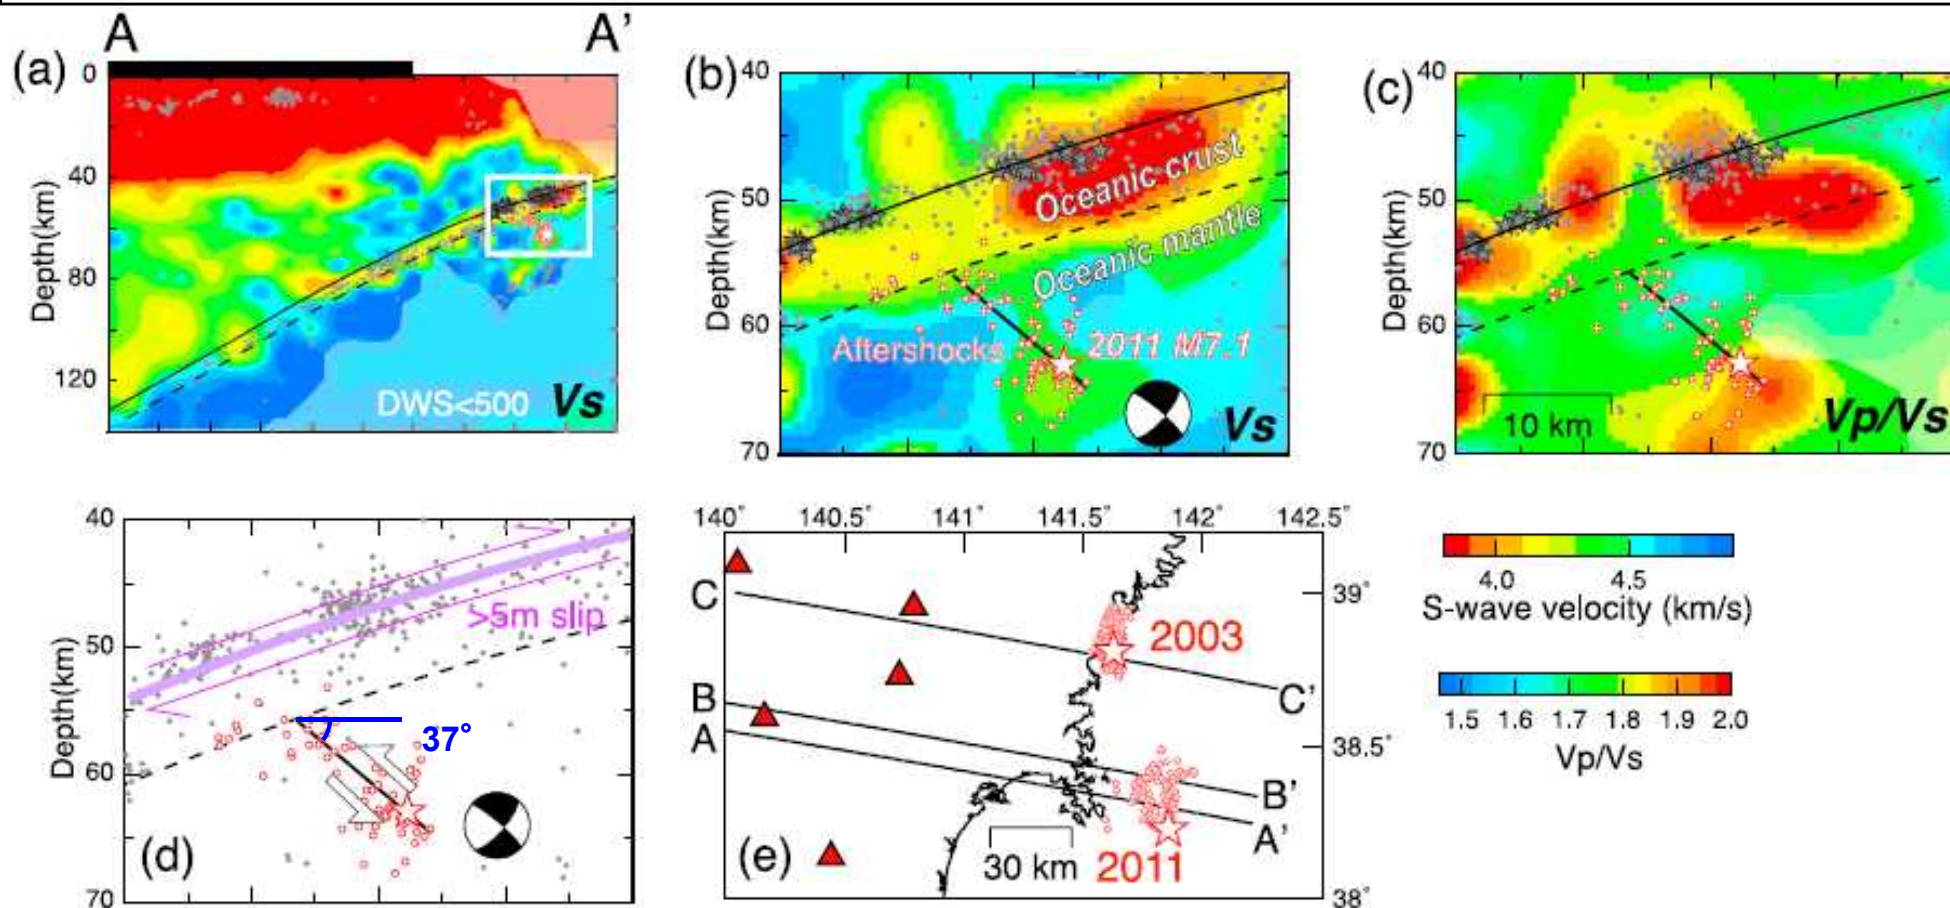 A A'
(a)
0
40
80
120
Depth(km)
DWS<500 Vs
(b)
40
50
60
70
Depth(km)
Oceanic crust
Oceanic mantle
Aftershocks
2011 M7.1
Vs
(c)
40
50
60
70
Depth(km)
10 km
Vp/Vs
40
50
60
70
Depth(km)
>5m slip
37°
(d)
140° 140.5° 141° 141.5° 142° 142.5°
39°
38.5°
38°
C
B
A
2003
C'
B'
A'
(e)
30 km
2011
4.0 4.5
S-wave velocity (km/s)
1.5 1.6 1.7 1.8 1.9 2.0
Vp/Vs